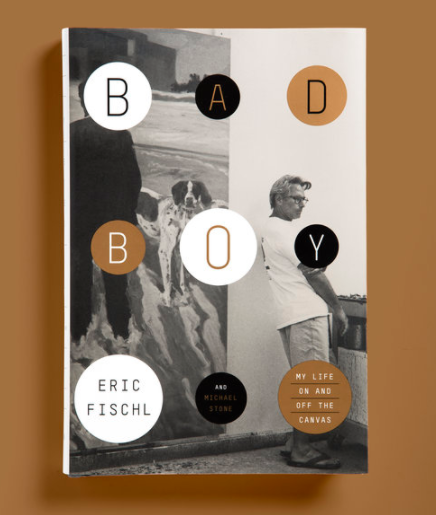 B A D
B O Y
ERIC
FISCHL
AND
MICHAEL
STONE
MY LIFE
ON AND
OFF THE
CANVAS